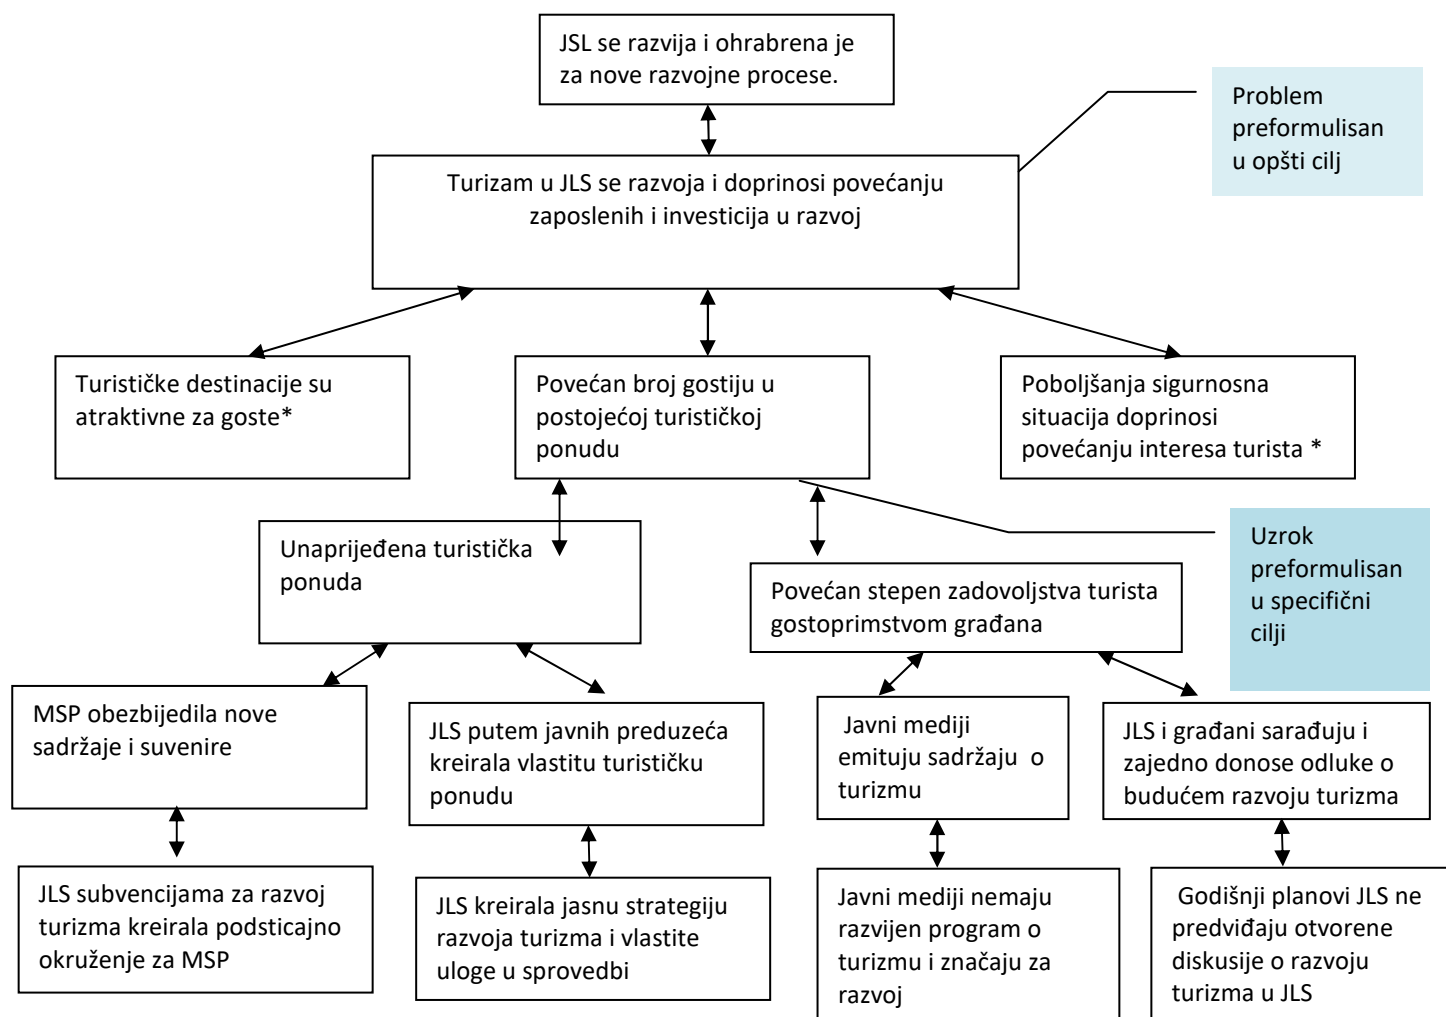 JSL se razvija i ohrabrena je
za nove razvojne procese.
Problem
preformulisan
u opšti cilj
Turizam u JLS se razvoja i doprinosi povećanju
zaposlenih i investicija u razvoj
Turističke destinacije su
atraktivne za goste*
Povećan broj gostiju u
postojećoj turističkoj
ponudu
Poboljšanja sigurnosna
situacija doprinosi
povećanju interesa turista *
Unaprijeđena turistička
ponuda
Uzrok
preformulisan
u specifični
cilji
Povećan stepen zadovoljstva turista
gostoprimstvom građana
MSP obezbijedila nove
sadržaje i suvenire
JLS putem javnih preduzeća
kreirala vlastitu turističku
ponudu
Javni mediji
emituju sadržaju o
turizmu
JLS i građani sarađuju i
zajedno donose odluke o
budućem razvoju turizma
JLS subvencijama za razvoj
turizma kreirala podsticajno
okruženje za MSP
JLS kreirala jasnu strategiju
razvoja turizma i vlastite
uloge u sprovedbi
Javni mediji nemaju
razvijen program o
turizmu i značaju za
razvoj
Godišnji planovi JLS ne
predviđaju otvorene
diskusije o razvoju
turizma u JLS